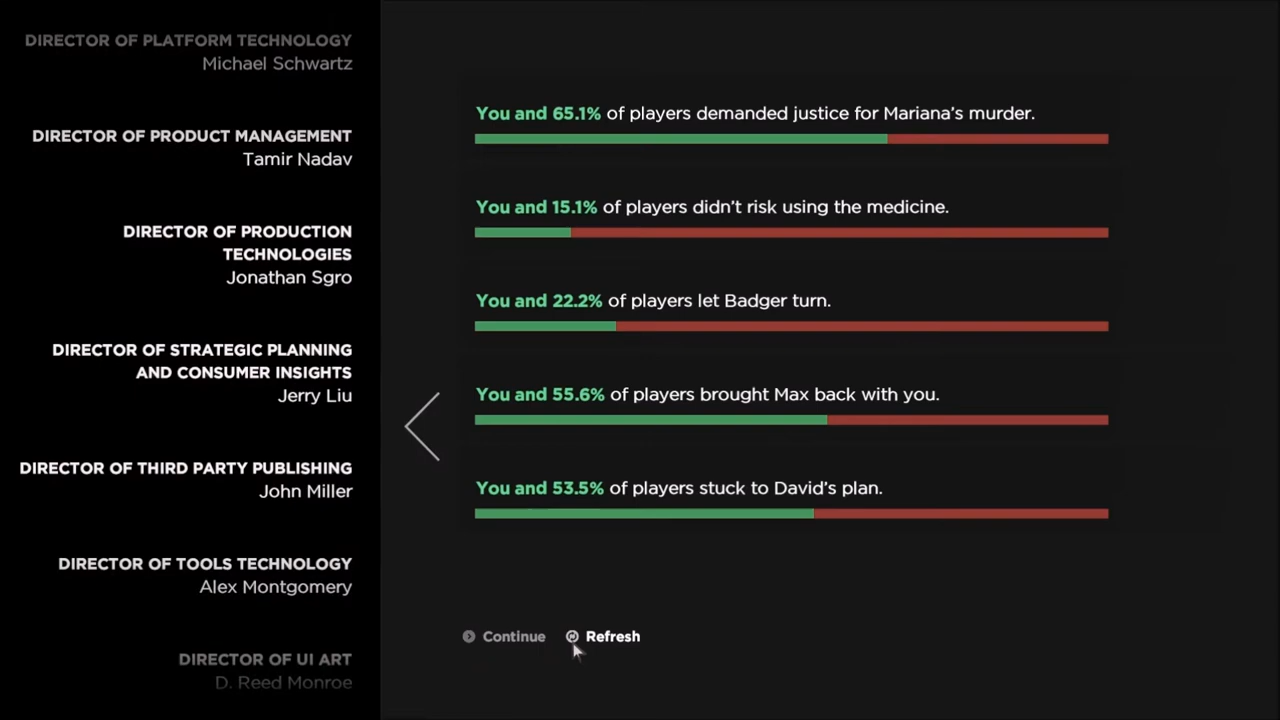 DIRECTOR OF PLATFORM TECHNOLOGY
Michael Schwartz
DIRECTOR OF PRODUCT MANAGEMENT
Tamir Nadav
DIRECTOR OF PRODUCTION
TECHNOLOGIES
Jonathan Sgro
DIRECTOR OF STRATEGIC PLANNING
AND CONSUMER INSIGHTS
Jerry Liu
DIRECTOR OF THIRD PARTY PUBLISHING
John Miller
DIRECTOR OF TOOLS TECHNOLOGY
Alex Montgomery
DIRECTOR OF UI ART
D. Reed Monroe
You and 65.1% of players demanded justice for Mariana's murder.
You and 15.1% of players didn't risk using the medicine.
You and 22.2% of players let Badger turn.
You and 55.6% of players brought Max back with you.
You and 53.5% of players stuck to David's plan.
Continue Refresh